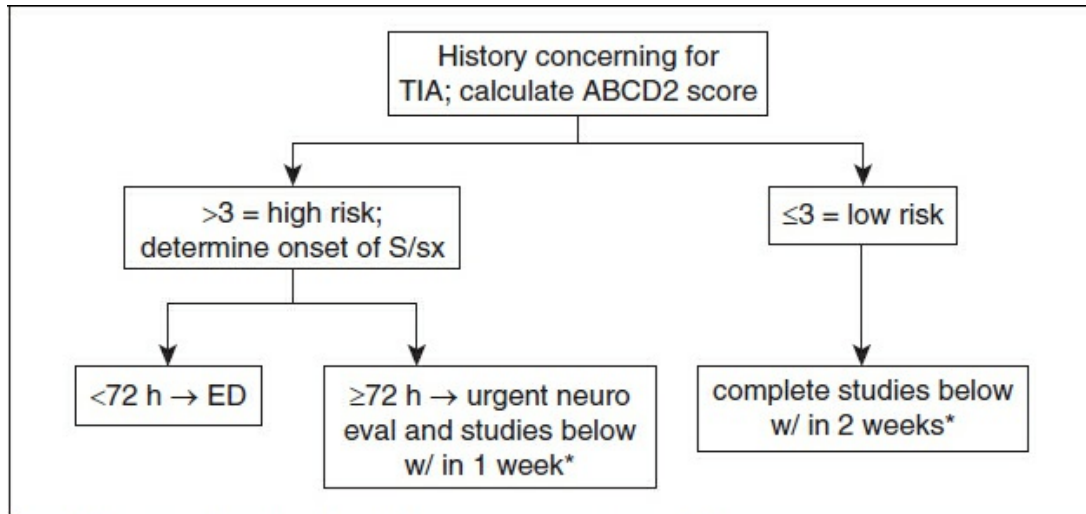 History concerning for
TIA; calculate ABCD2 score
>3 = high risk;
determine onset of S/sx
≤3 = low risk
<72 h → ED
≥72 h → urgent neuro
eval and studies below
w/ in 1 week*
complete studies below
w/ in 2 weeks*